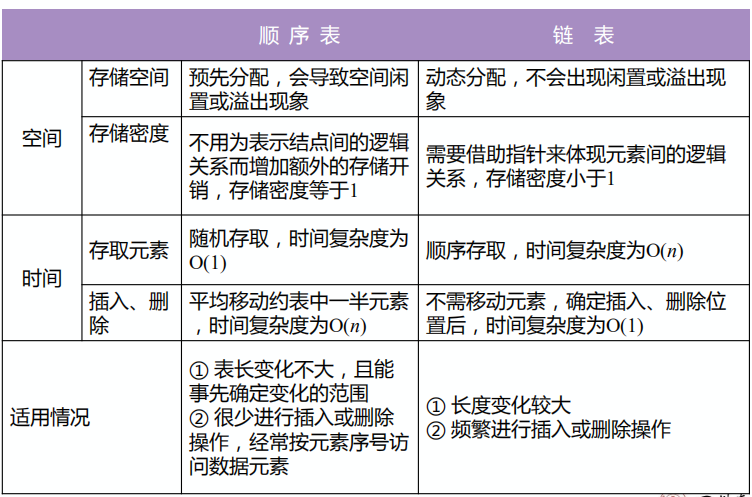 顺 序 表
链 表
空间
存储空间
预先分配，会导致空间闲
置或溢出现象
动态分配，不会出现闲置或溢出现
象
存储密度
不用为表示结点间的逻辑
关系而增加额外的存储开
销，存储密度等于1
需要借助指针来体现元素间的逻辑
关系，存储密度小于1
时间
存取元素
随机存取，时间复杂度为
O(1)
顺序存取，时间复杂度为O(n)
插入、删
除
平均移动约表中一半元素
，时间复杂度为O(n)
不需移动元素，确定插入、删除位
置后，时间复杂度为O(1)
适用情况
① 表长变化不大，且能
事先确定变化的范围
② 很少进行插入或删除
操作，经常按元素序号访
问数据元素
① 长度变化较大
② 频繁进行插入或删除操作